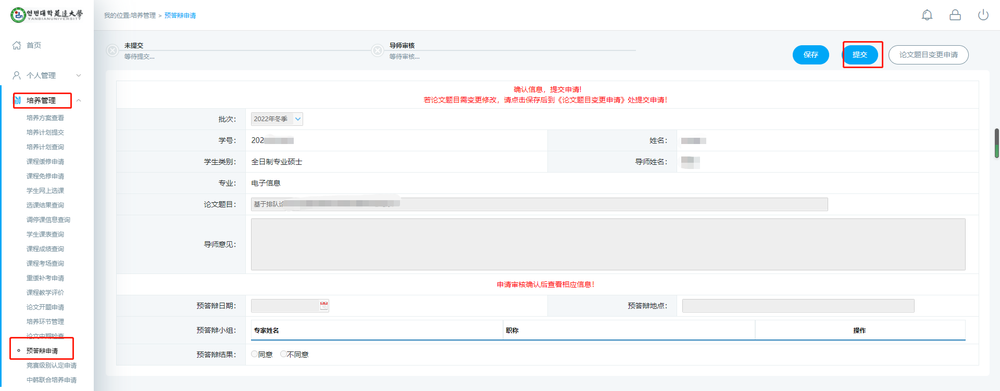 연변대학 延邊大學
YANBIANUNIVERSITY
我的位置:培养管理 > 预答辩申请
首页
个人管理
培养管理
培养方案查看
培养计划提交
培养计划查询
课程缓修申请
课程免修申请
学生网上选课
选课结果查询
调停课信息查询
学生课表查询
课程成绩查询
课程考场查询
重缓补考申请
课程教学评价
论文开题申请
培养环节管理
论文中期检查
预答辩申请
竞赛级别认定申请
中韩联合培养申请
未提交
等待提交...
导师审核
等待审核...
保存
提交
论文题目变更申请
确认信息，提交申请!
若论文题目需变更修改，请点击保存后到《论文题目变更申请》处提交申请!
批次: 2022年冬季
学号: 202
姓名:
学生类别: 全日制专业硕士
导师姓名:
专业: 电子信息
论文题目: 基于排队论
导师意见:
申请审核确认后查看相应信息!
预答辩日期:
预答辩地点:
预答辩小组: 专家姓名 职称 操作
预答辩结果: 同意 不同意